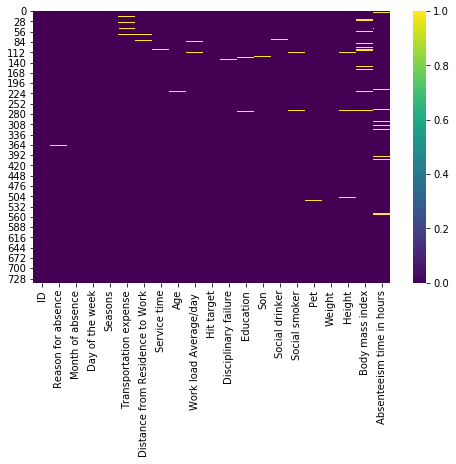 0
28
56
84
112
140
168
196
224
252
280
308
336
364
392
420
448
476
504
532
560
588
616
644
672
700
728
ID
Reason for absence
Month of absence
Day of the week
Seasons
Transportation expense
Distance from Residence to Work
Service time
Age
Work load Average/day
Hit target
Disciplinary failure
Education
Son
Social drinker
Social smoker
Pet
Weight
Height
Body mass index
Absenteeism time in hours
1.0
0.8
0.6
0.4
0.2
0.0